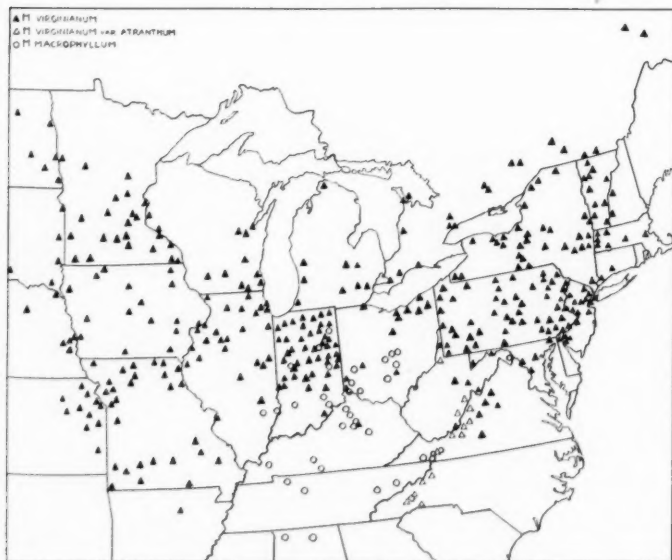 ▲ M VIRGINIANUM
△ M VIRGINIANUM VAR ATRANTHUM
○ M MACROPHYLLUM